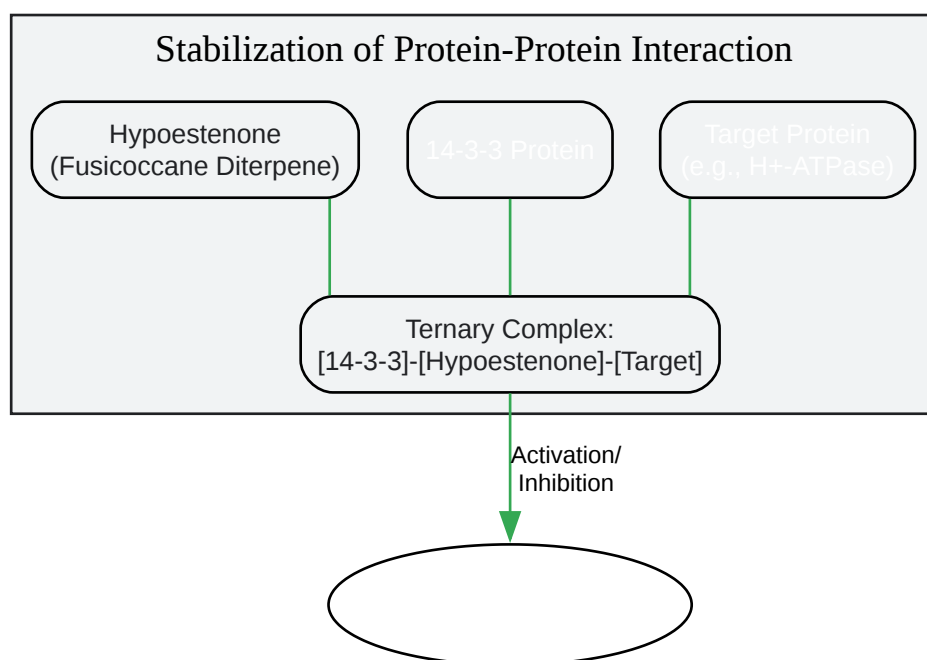 Stabilization of Protein-Protein Interaction
Hypoestenone
(Fusicoccane Diterpene)
14-3-3 Protein
Target Protein
(e.g., H+-ATPase)
Ternary Complex:
[14-3-3]-[Hypoestenone]-[Target]
Activation/
Inhibition